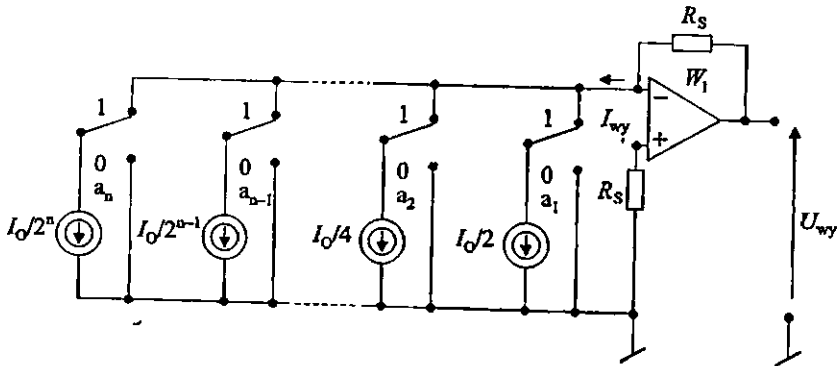 R_S
W_1
1
1
1
1
I_wy
−
+
0
0
0
0
a_n
a_{n-1}
a_2
a_1
R_S
I_O/2^n
I_O/2^{n-1}
I_O/4
I_O/2
U_wy